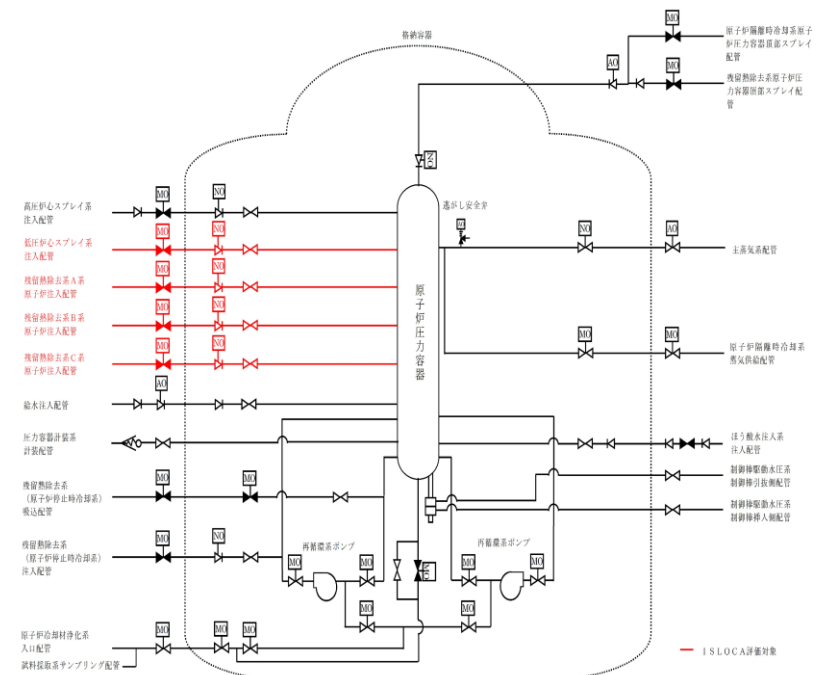 格納容器
MO
原子炉隔離時冷却系原子
炉圧力容器頂部スプレイ
配管
AO
MO
残留熱除去系原子炉圧
力容器頂部スプレイ配
管
NO
高圧炉心スプレイ系
注入配管
MO
NO
逃がし安全弁
AO
低圧炉心スプレイ系
注入配管
MO
NO
NO
AO
主蒸気系配管
残留熱除去系A系
原子炉注入配管
MO
NO
原子炉圧力容器
残留熱除去系B系
原子炉注入配管
MO
NO
MO
MO
原子炉隔離時冷却系
蒸気供給配管
残留熱除去系C系
原子炉注入配管
MO
NO
給水注入配管
AO
圧力容器計装系
計装配管
ほう酸水注入系
注入配管
残留熱除去系
(原子炉停止時冷却系)
吸込配管
MO
MO
制御棒駆動水圧系
制御棒引抜側配管
制御棒駆動水圧系
制御棒挿入側配管
残留熱除去系
(原子炉停止時冷却系)
注入配管
MO
NO
再循環系ポンプ
再循環系ポンプ
MO
MO
NO
MO
MO
MO
MO
原子炉冷却材浄化系
入口配管
MO
MO
MO
試料採取系サンプリング配管
ISLOCA評価対象